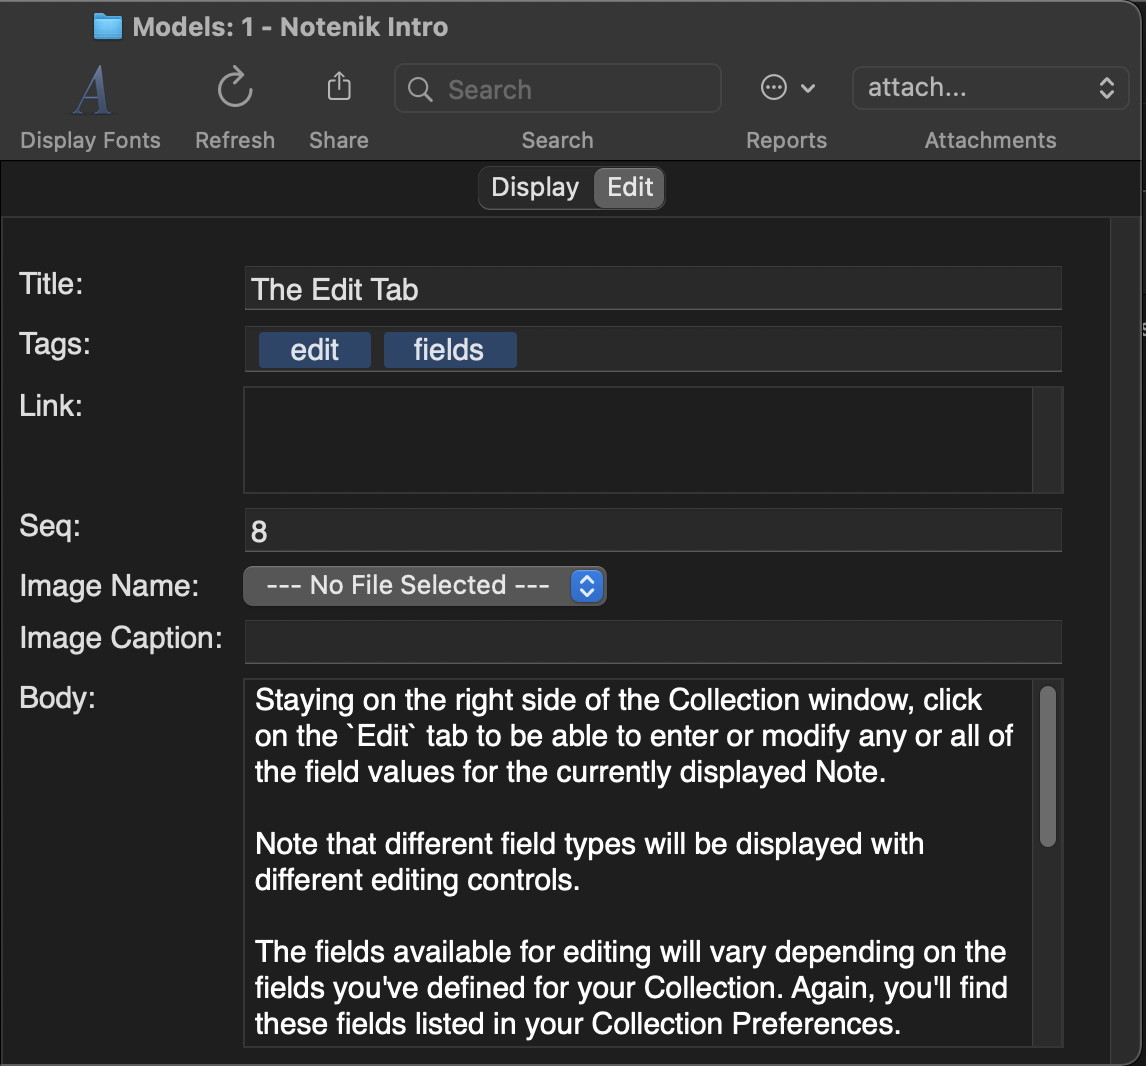 Models: 1 - Notenik Intro
Search
attach...
Display Fonts Refresh Share Search Reports Attachments
Display Edit
Title: The Edit Tab
Tags: edit fields
Link:
Seq: 8
Image Name: --- No File Selected ---
Image Caption:
Body: Staying on the right side of the Collection window, click
on the `Edit` tab to be able to enter or modify any or all of
the field values for the currently displayed Note.
Note that different field types will be displayed with
different editing controls.
The fields available for editing will vary depending on the
fields you've defined for your Collection. Again, you'll find
these fields listed in your Collection Preferences.